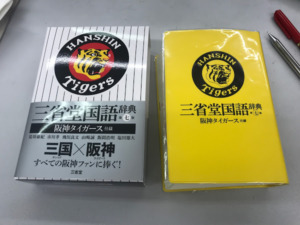 HANSHIN
Tigers
三省堂国語辞典
第七版
阪神タイガース仕様
三国×阪神
すべての阪神ファンに捧ぐ!
三省堂
HANSHIN
Tigers
三省堂国語辞典
第七版
阪神タイガース仕様